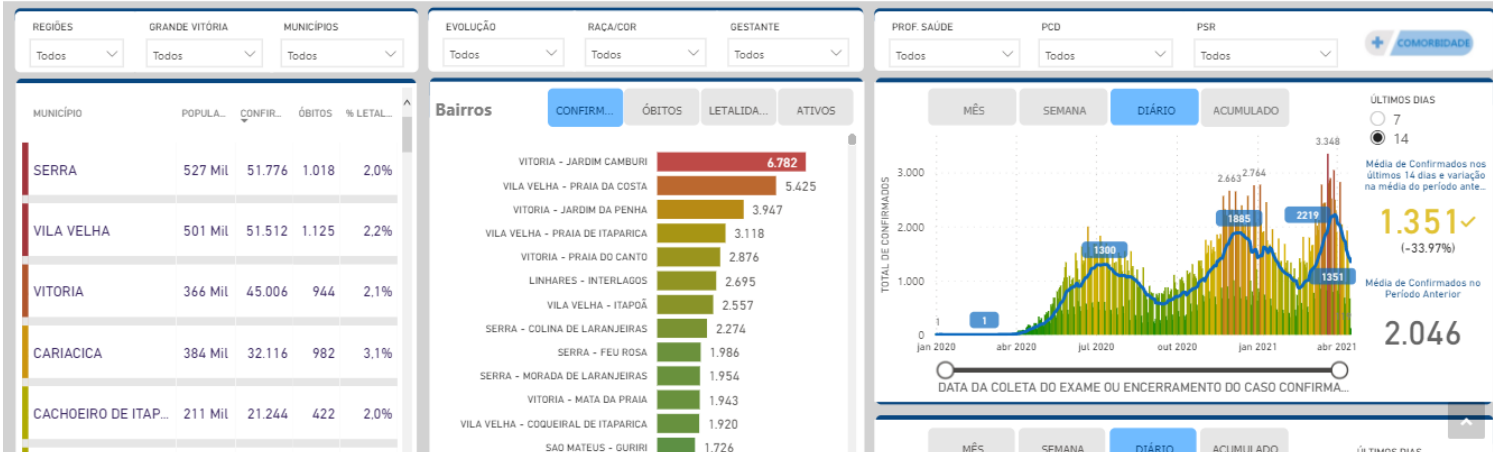 REGIÕES GRANDE VITÓRIA MUNICÍPIOS
Todos Todos Todos
MUNICÍPIO POPULA... CONFIR... ÓBITOS % LETAL...
SERRA 527 Mil 51.776 1.018 2,0%
VILA VELHA 501 Mil 51.512 1.125 2,2%
VITORIA 366 Mil 45.006 944 2,1%
CARIACICA 384 Mil 32.116 982 3,1%
CACHOEIRO DE ITAP... 211 Mil 21.244 422 2,0%
EVOLUÇÃO RAÇA/COR GESTANTE
Todos Todos Todos
Bairros CONFIRM... ÓBITOS LETALIDA... ATIVOS
VITORIA - JARDIM CAMBURI 6.782
VILA VELHA - PRAIA DA COSTA 5.425
VITORIA - JARDIM DA PENHA 3.947
VILA VELHA - PRAIA DE ITAPARICA 3.118
VITORIA - PRAIA DO CANTO 2.876
LINHARES - INTERLAGOS 2.695
VILA VELHA - ITAPOÃ 2.557
SERRA - COLINA DE LARANJEIRAS 2.274
SERRA - FEU ROSA 1.986
SERRA - MORADA DE LARANJEIRAS 1.954
VITORIA - MATA DA PRAIA 1.943
VILA VELHA - COQUEIRAL DE ITAPARICA 1.920
SAO MATEUS - GURIRI 1.726
PROF. SAÚDE PCD PSR
Todos Todos Todos
COMORBIDADE
MÊS SEMANA DIÁRIO ACUMULADO
TOTAL DE CONFIRMADOS
3.348
3.000
2.663 2.764
2.000
1885 2219
1300
1.000
1351
1 1
0
jan 2020 abr 2020 jul 2020 out 2020 jan 2021 abr 2021
DATA DA COLETA DO EXAME OU ENCERRAMENTO DO CASO CONFIRMA...
ÚLTIMOS DIAS
7
14
Média de Confirmados nos
últimos 14 dias e variação
na média do período ante...
1.351
(-33.97%)
Média de Confirmados no
Período Anterior
2.046
MÊS SEMANA DIÁRIO ACUMULADO
ÚLTIMOS DIAS